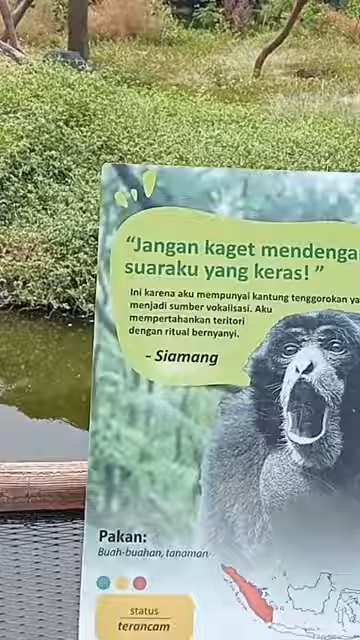 “Jangan kaget mendengar
suaraku yang keras! ”
Ini karena aku mempunyai kantung tenggorokan ya
menjadi sumber vokalisasi. Aku
mempertahankan teritori
dengan ritual bernyanyi.
- Siamang
Pakan:
Buah-buahan, tanaman
status
terancam